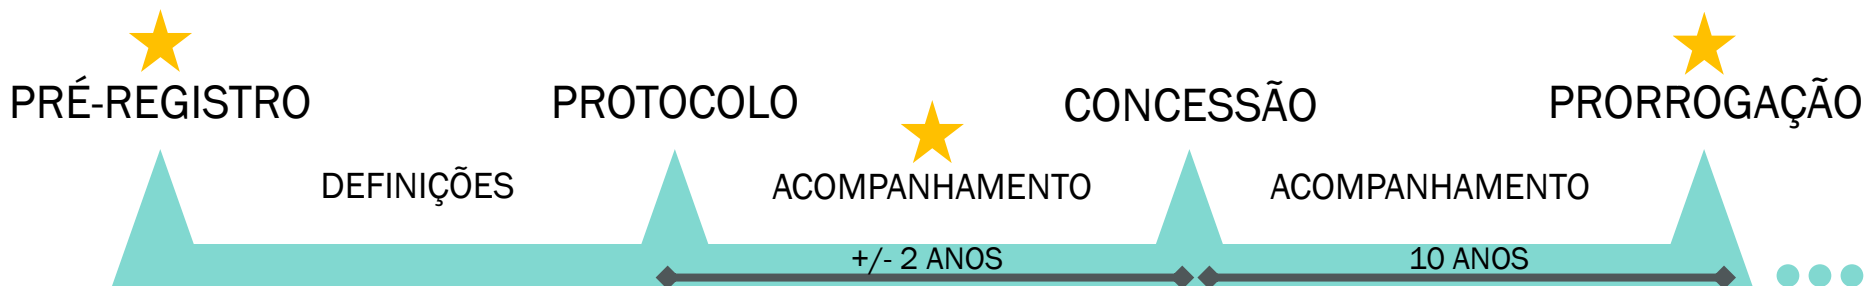 PRÉ-REGISTRO
PROTOCOLO
CONCESSÃO
PRORROGAÇÃO
DEFINIÇÕES
ACOMPANHAMENTO
ACOMPANHAMENTO
+/- 2 ANOS
10 ANOS